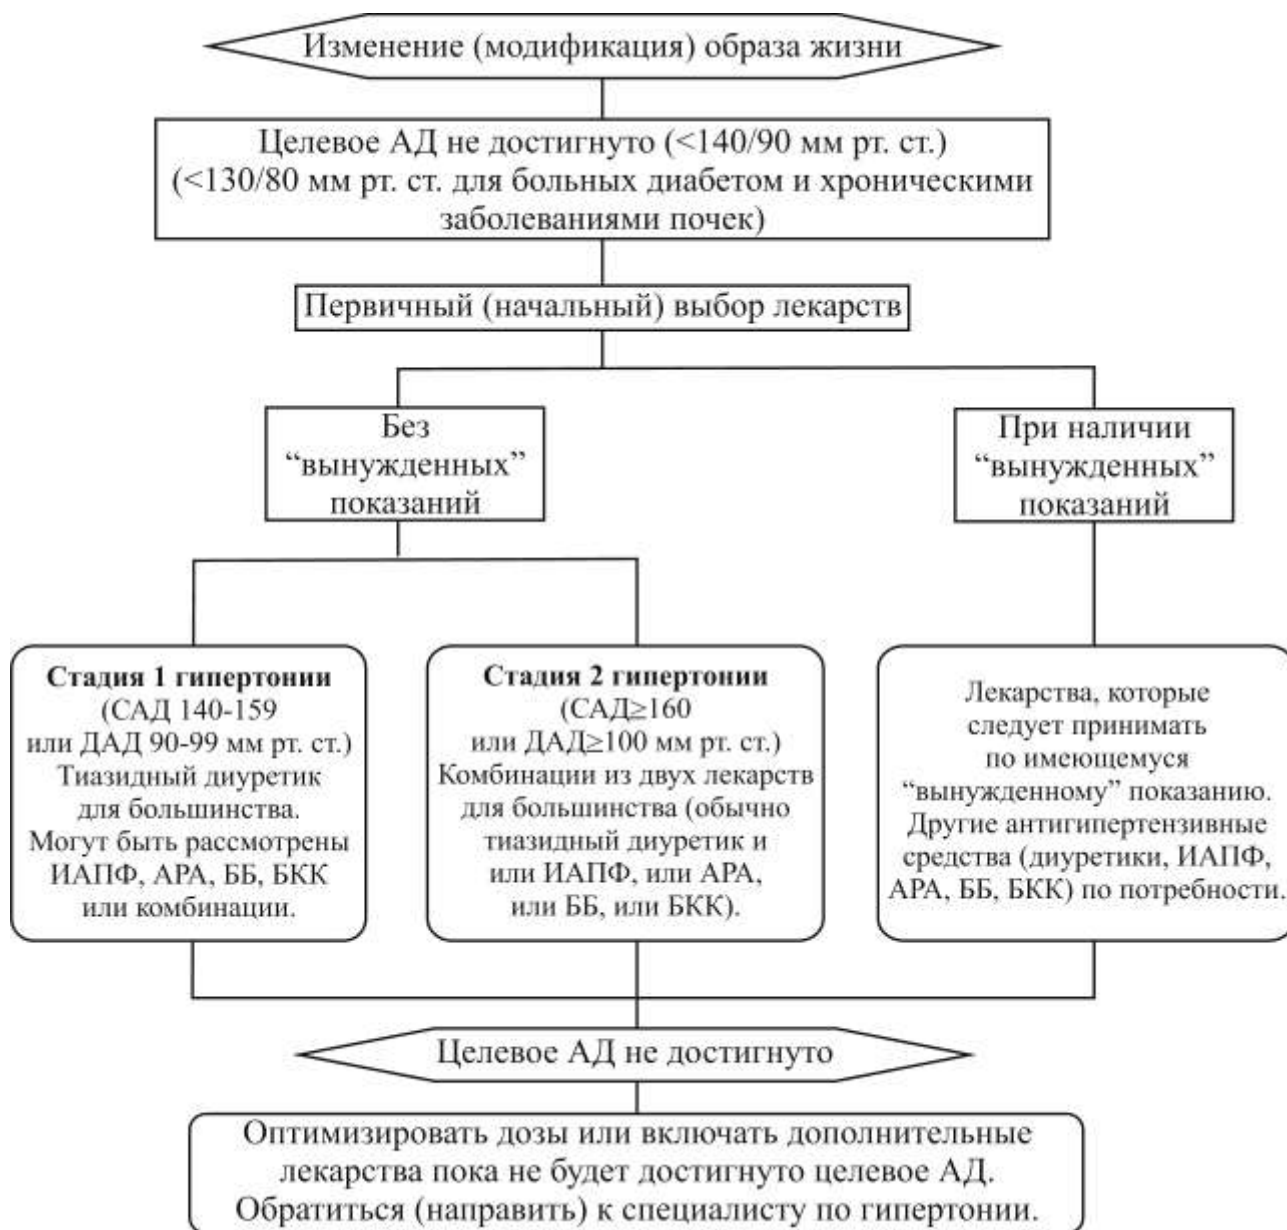 Изменение (модификация) образа жизни
Целевое АД не достигнуто (<140/90 мм рт. ст.)
(<130/80 мм рт. ст. для больных диабетом и хроническими
заболеваниями почек)
Первичный (начальный) выбор лекарств
Без
“вынужденных”
показаний
При наличии
“вынужденных”
показаний
Стадия 1 гипертонии
(САД 140-159
или ДАД 90-99 мм рт. ст.)
Тиазидный диуретик
для большинства.
Могут быть рассмотрены
ИАПФ, АРА, ББ, БКК
или комбинации.
Стадия 2 гипертонии
(САД≥160
или ДАД≥100 мм рт. ст.)
Комбинации из двух лекарств
для большинства (обычно
тиазидный диуретик и
или ИАПФ, или АРА,
или ББ, или БКК).
Лекарства, которые
следует принимать
по имеющемуся
“вынужденному” показанию.
Другие антигипертензивные
средства (диуретики, ИАПФ,
АРА, ББ, БКК) по потребности.
Целевое АД не достигнуто
Оптимизировать дозы или включать дополнительные
лекарства пока не будет достигнуто целевое АД.
Обратиться (направить) к специалисту по гипертонии.